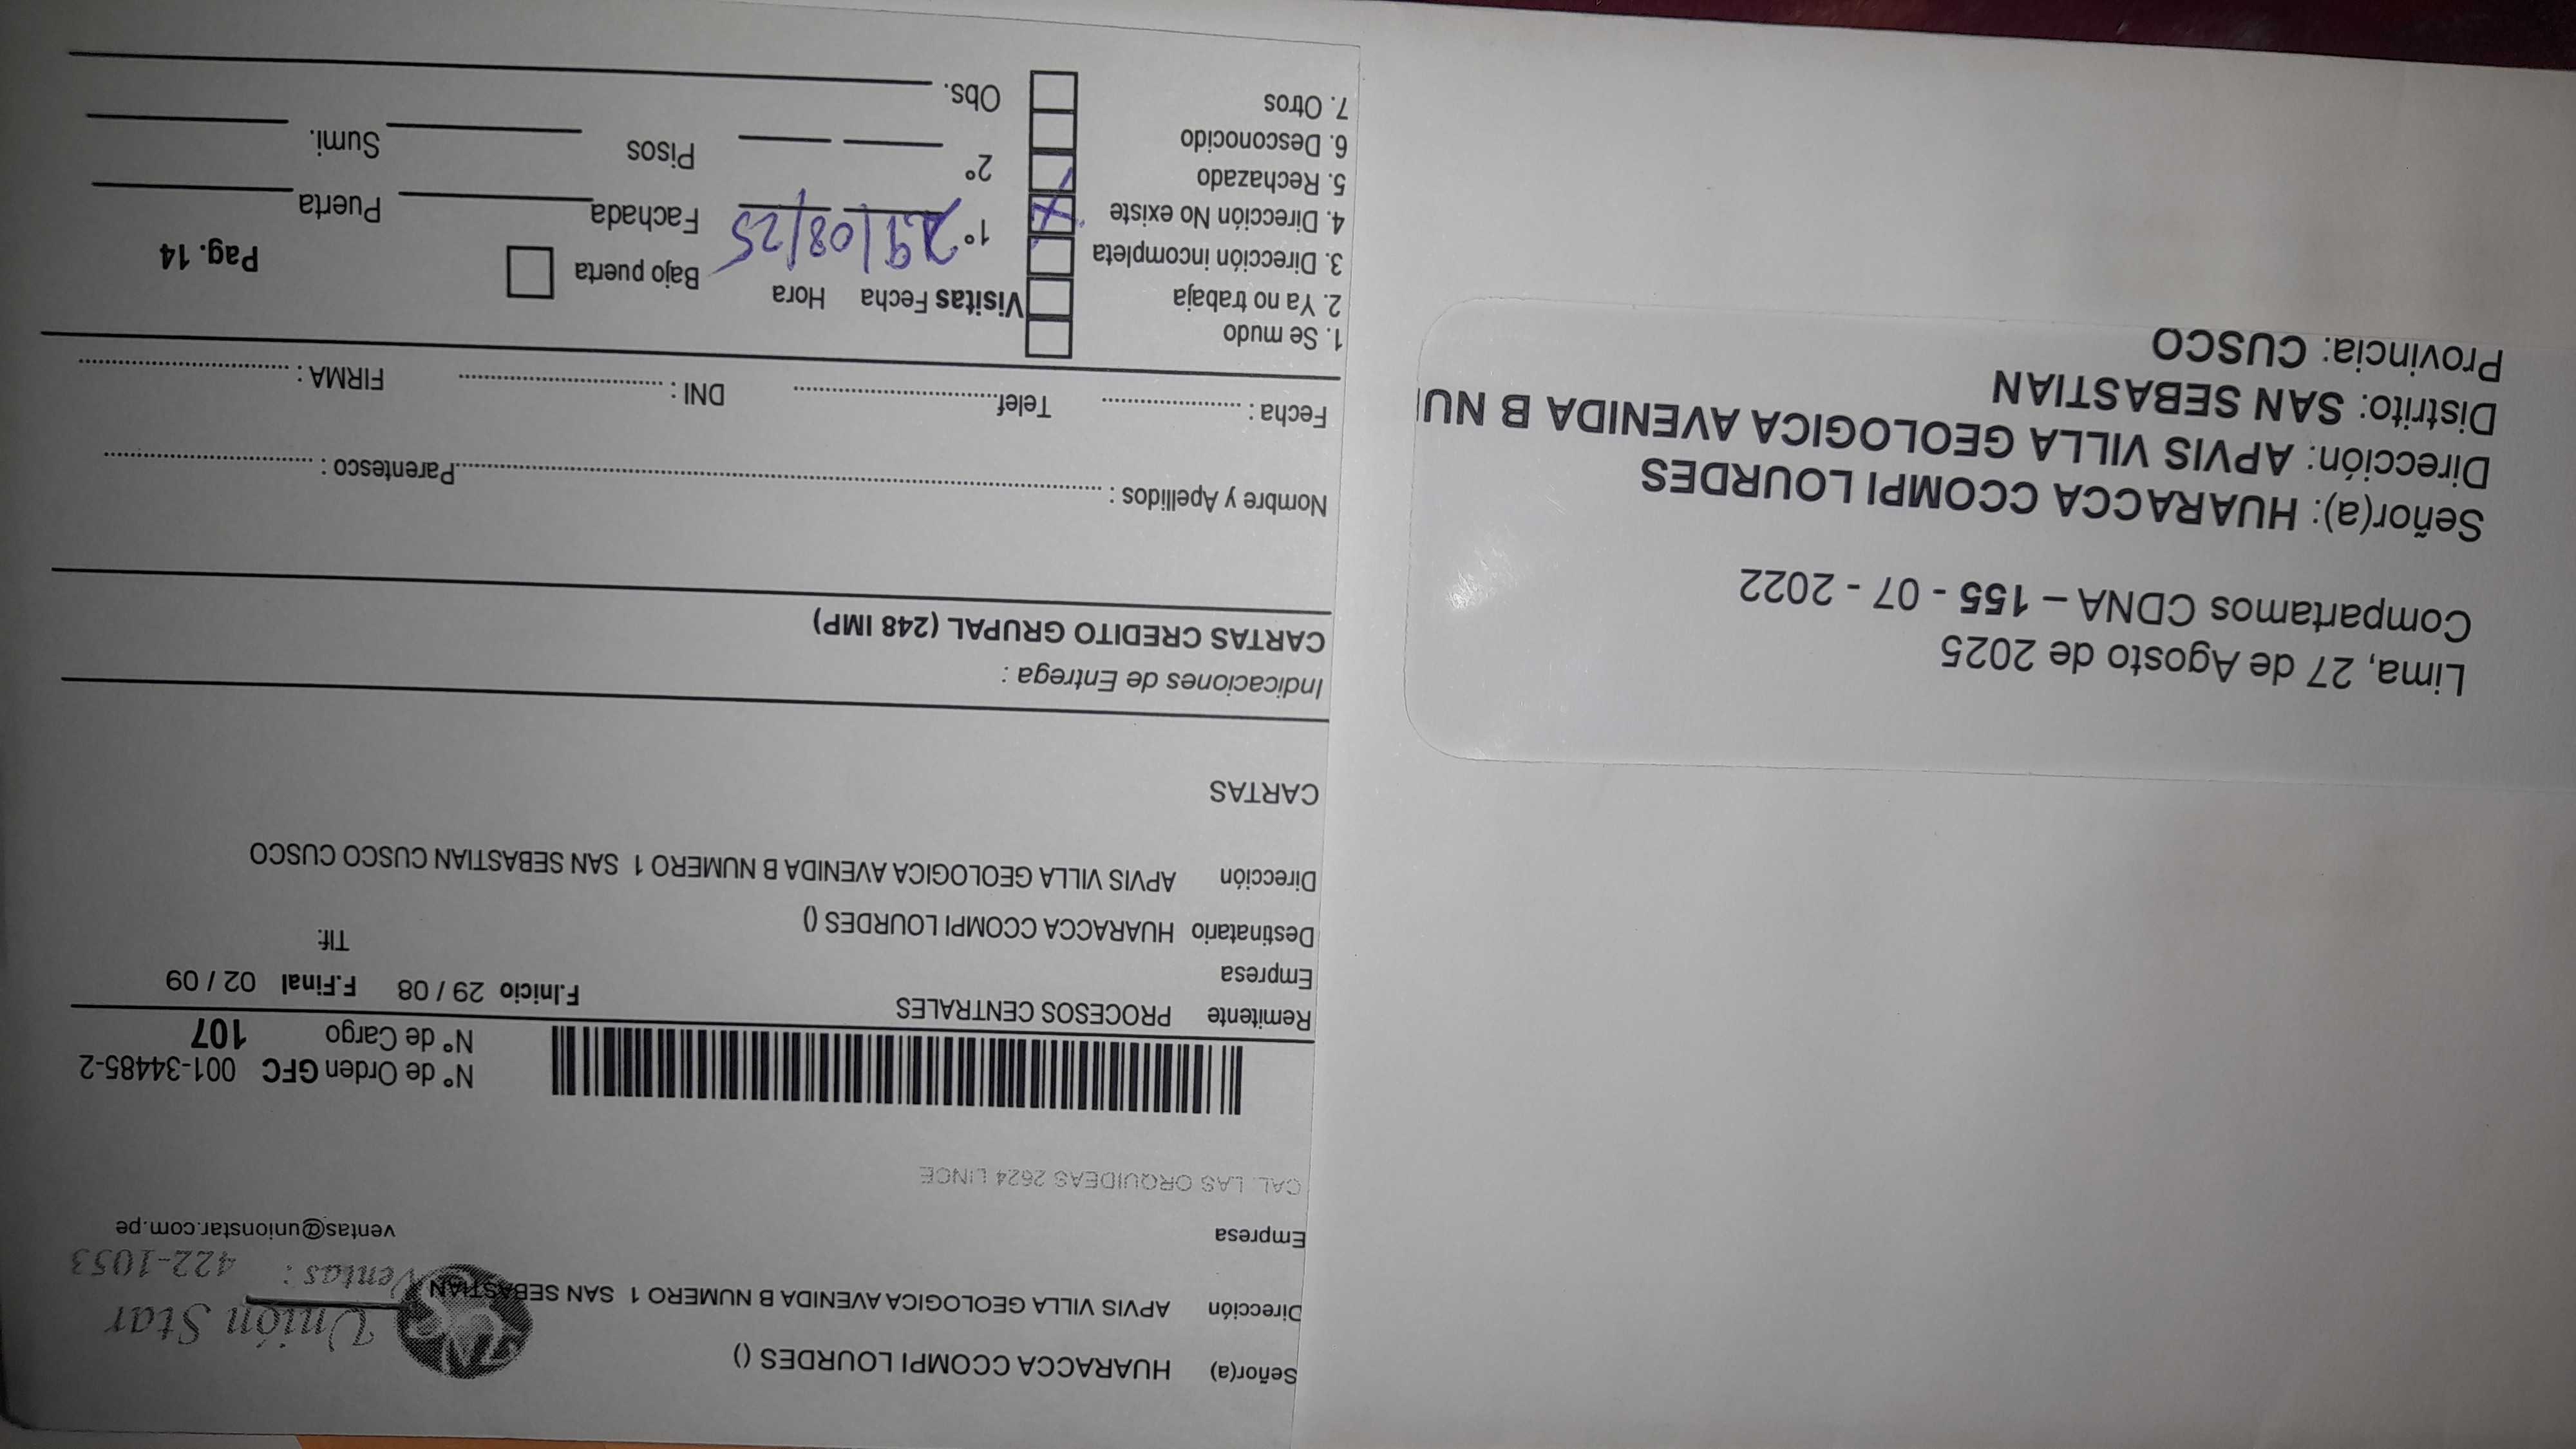 Lima, 27 de Agosto de 2025
Compartamos CDNA – 155 - 07 - 2022
Señor(a): HUARACCA CCOMPI LOURDES
Dirección: APVIS VILLA GEOLOGICA AVENIDA B NU
Distrito: SAN SEBASTIAN
Provincia: CUSCO
Señor(a) HUARACCA CCOMPI LOURDES ()
Unión Star
Dirección APVIS VILLA GEOLOGICA AVENIDA B NUMERO 1 SAN SEBASTIAN
Ventas : 422-1053
Empresa
ventas@unionstar.com.pe
CAL. LAS ORQUIDEAS 2624 LINCE
N° de Orden GFC 001-34485-2
N° de Cargo 107
Remitente PROCESOS CENTRALES F.Inicio 29 / 08 F.Final 02 / 09
Empresa
Tlf:
Destinatario HUARACCA CCOMPI LOURDES ()
Dirección APVIS VILLA GEOLOGICA AVENIDA B NUMERO 1 SAN SEBASTIAN CUSCO CUSCO
CARTAS
Indicaciones de Entrega :
CARTAS CREDITO GRUPAL (248 IMP)
Nombre y Apellidos : Parentesco :
Fecha : Telef. DNI : FIRMA :
1. Se mudo
2. Ya no trabaja
3. Dirección incompleta
4. Dirección No existe X
5. Rechazado
6. Desconocido
7. Otros
Visitas Fecha Hora
1° 29/08/25
2°
Obs.
Bajo puerta
Pag. 14
Fachada Puerta
Pisos Sumi.